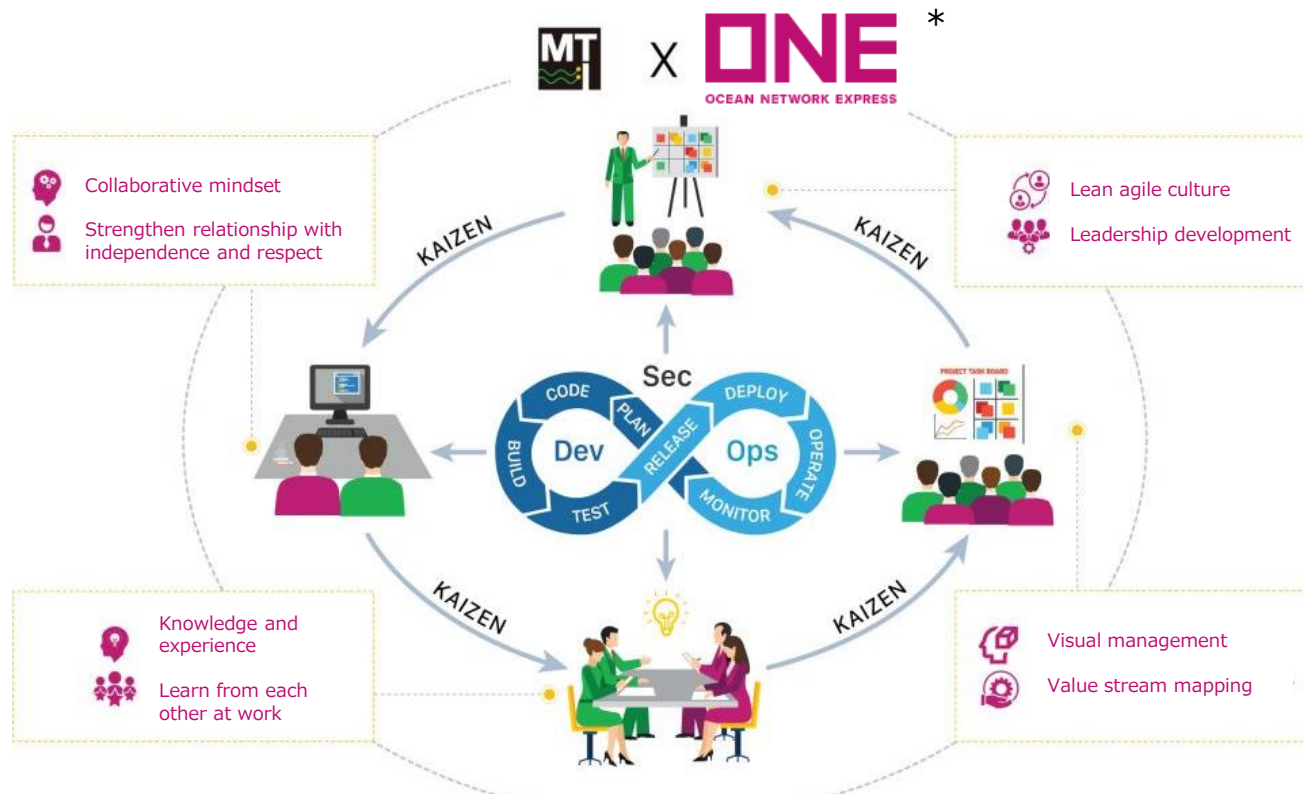 MTI
X
ONE
*
OCEAN NETWORK EXPRESS
Collaborative mindset
Strengthen relationship with
independence and respect
Lean agile culture
Leadership development
KAIZEN
KAIZEN
PROJECT TASK BOARD
Sec
Dev
Ops
PLAN
CODE
BUILD
TEST
RELEASE
DEPLOY
OPERATE
MONITOR
KAIZEN
KAIZEN
Knowledge and
experience
Learn from each
other at work
Visual management
Value stream mapping